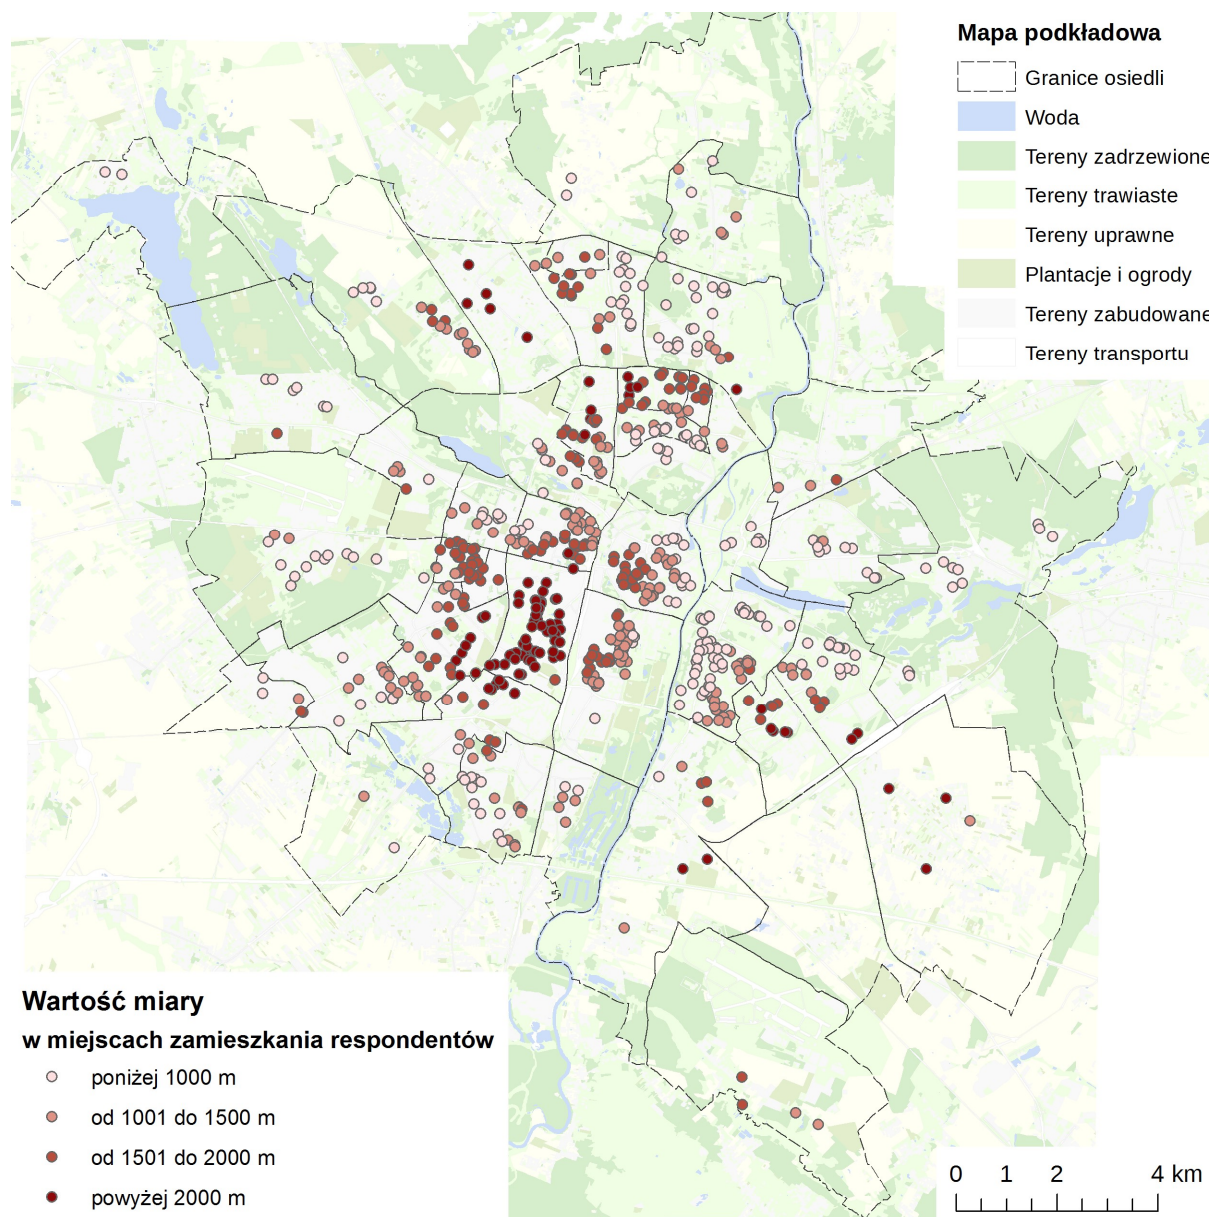 Mapa podkładowa
Granice osiedli
Woda
Tereny zadrzewione
Tereny trawiaste
Tereny uprawne
Plantacje i ogrody
Tereny zabudowane
Tereny transportu
Wartość miary
w miejscach zamieszkania respondentów
poniżej 1000 m
od 1001 do 1500 m
od 1501 do 2000 m
powyżej 2000 m
0 1 2 4 km